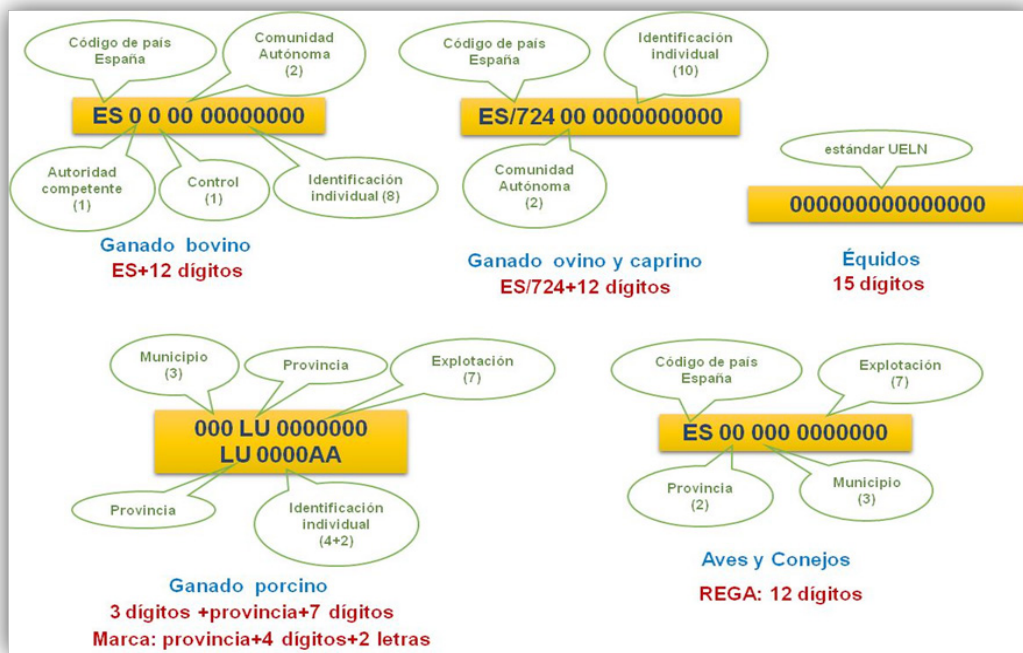 Código de país
España
Comunidad
Autónoma
(2)
ES 0 0 00 00000000
Autoridad
competente
(1)
Control
(1)
Identificación
individual (8)
Ganado bovino
ES+12 dígitos
Código de país
España
Identificación
individual
(10)
ES/724 00 0000000000
Comunidad
Autónoma
(2)
Ganado ovino y caprino
ES/724+12 dígitos
estándar UELN
000000000000000
Équidos
15 dígitos
Municipio
(3)
Provincia
Explotación
(7)
000 LU 0000000
LU 0000AA
Provincia
Identificación
individual
(4+2)
Ganado porcino
3 dígitos +provincia+7 dígitos
Marca: provincia+4 dígitos+2 letras
Código de país
España
Explotación
(7)
ES 00 000 0000000
Provincia
(2)
Municipio
(3)
Aves y Conejos
REGA: 12 dígitos